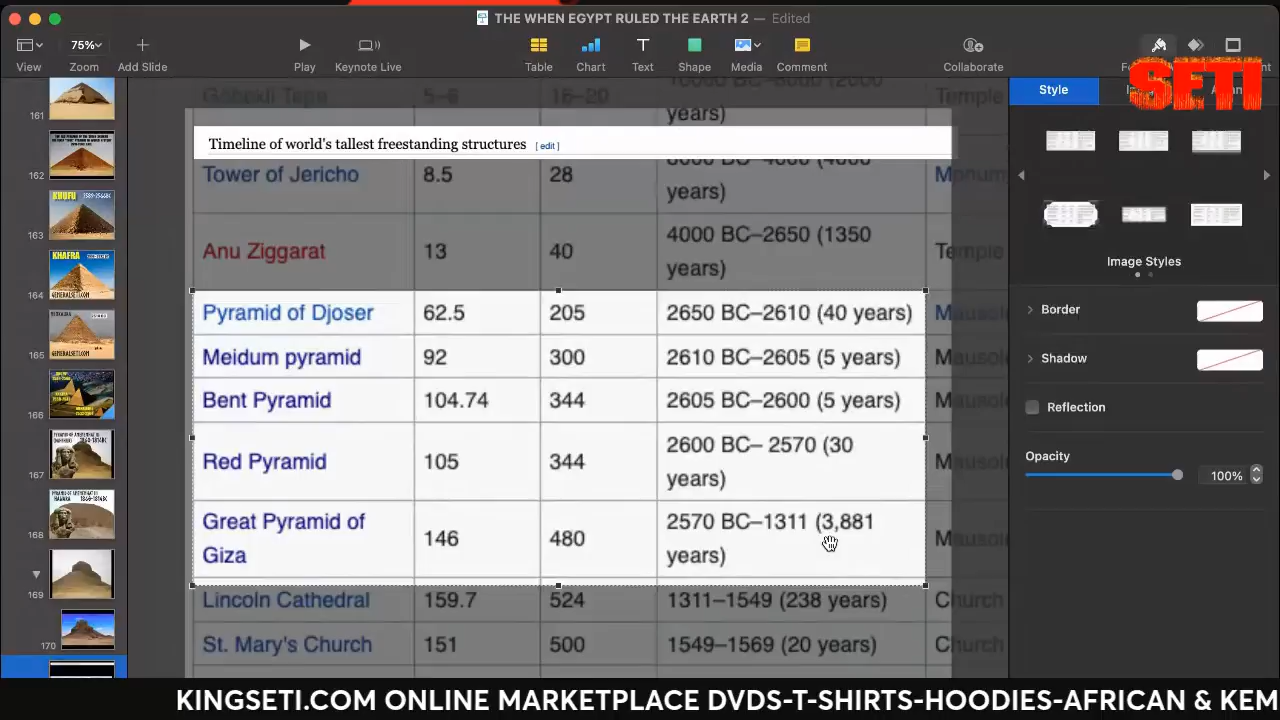 THE WHEN EGYPT RULED THE EARTH 2 — Edited
75%
View Zoom Add Slide Play Keynote Live Table Chart Text Shape Media Comment Collaborate
SETI
Style
161
Timeline of world's tallest freestanding structures [ edit ]
years)
Temple
Tower of Jericho 8.5 28
years)
162
Anu Ziggarat 13 40 4000 BC–2650 (1350
years)
163
KHUFU
Image Styles
164
KHAFRA
GENERALSETI.COM
Pyramid of Djoser 62.5 205 2650 BC–2610 (40 years)
Border
165
GENERALSETI.COM
Meidum pyramid 92 300 2610 BC–2605 (5 years)
Shadow
166
Bent Pyramid 104.74 344 2605 BC–2600 (5 years)
Reflection
167
Red Pyramid 105 344 2600 BC– 2570 (30
years)
Opacity
100%
168
Great Pyramid of
Giza 146 480 2570 BC–1311 (3,881
years)
169
Lincoln Cathedral 159.7 524 1311–1549 (238 years) Church
170
St. Mary's Church 151 500 1549–1569 (20 years) Church
KINGSETI.COM ONLINE MARKETPLACE DVDS-T-SHIRTS-HOODIES-AFRICAN & KEM